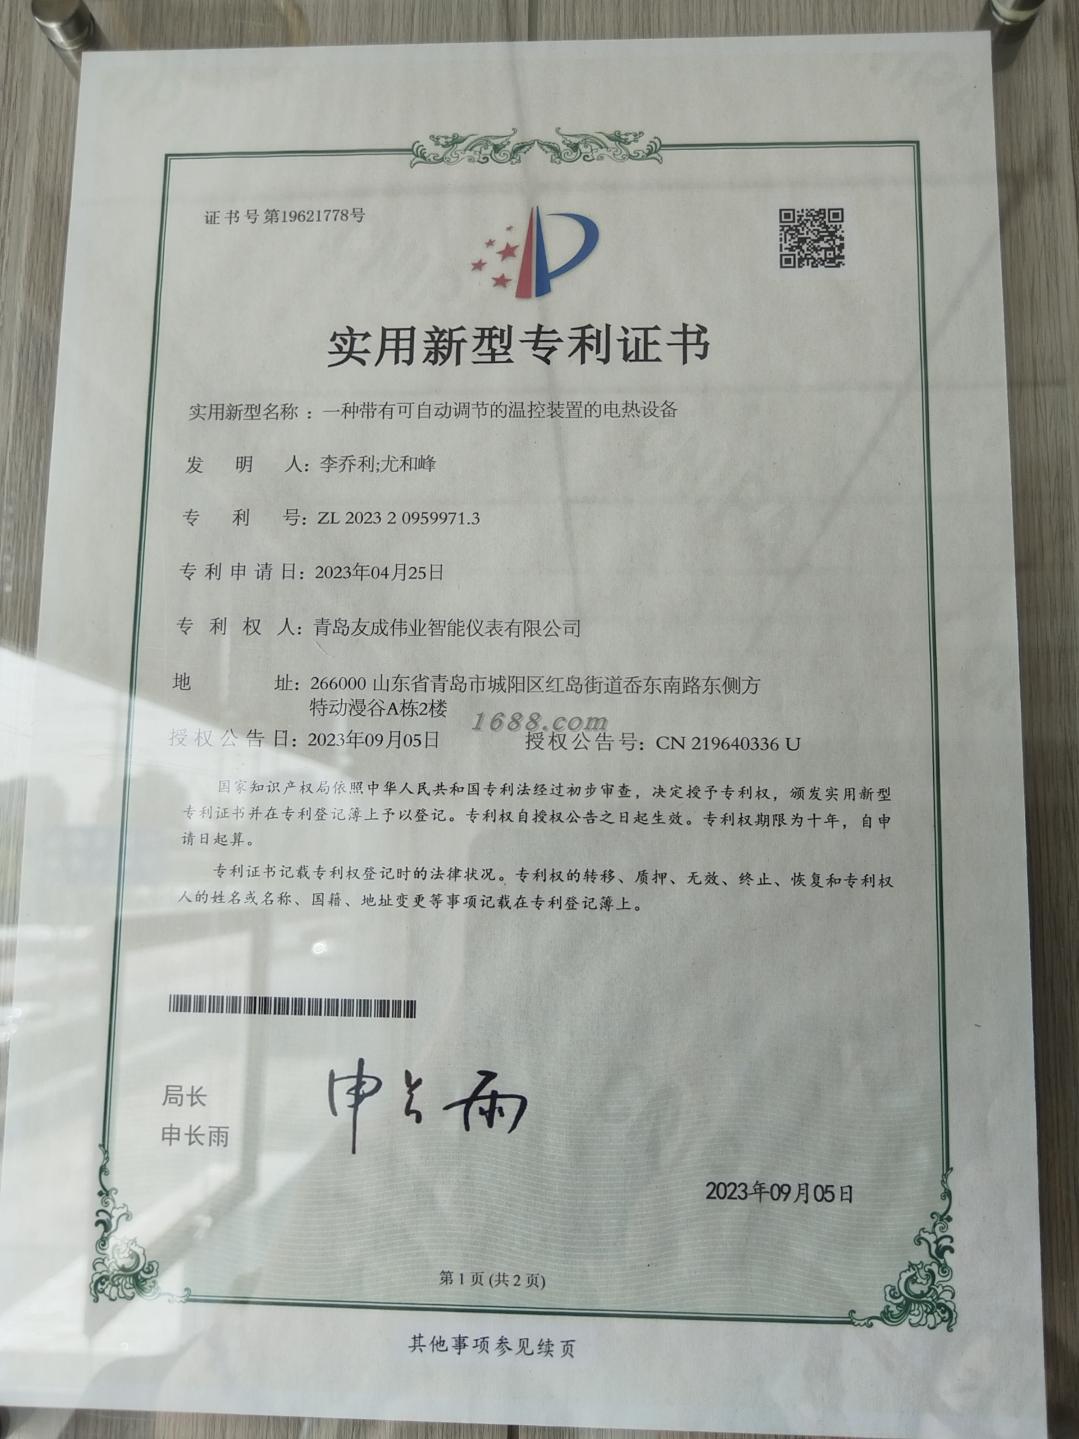 证书号第19621778号
实用新型专利证书
实用新型名称：一种带有可自动调节的温控装置的电热设备
发明人：李乔利;尤和峰
专利号：ZL 2023 2 0959971.3
专利申请日：2023年04月25日
专利权人：青岛友成伟业智能仪表有限公司
地址：266000 山东省青岛市城阳区红岛街道岙东南路东侧方
特动漫谷A栋2楼
1688.com
授权公告日：2023年09月05日 授权公告号：CN 219640336 U
国家知识产权局依照中华人民共和国专利法经过初步审查，决定授予专利权，颁发实用新型
专利证书并在专利登记簿上予以登记。专利权自授权公告之日起生效。专利权期限为十年，自申
请日起算。
专利证书记载专利权登记时的法律状况。专利权的转移、质押、无效、终止、恢复和专利权
人的姓名或名称、国籍、地址变更等事项记载在专利登记簿上。
局长
申长雨
申长雨
2023年09月05日
第1页(共2页)
其他事项参见续页